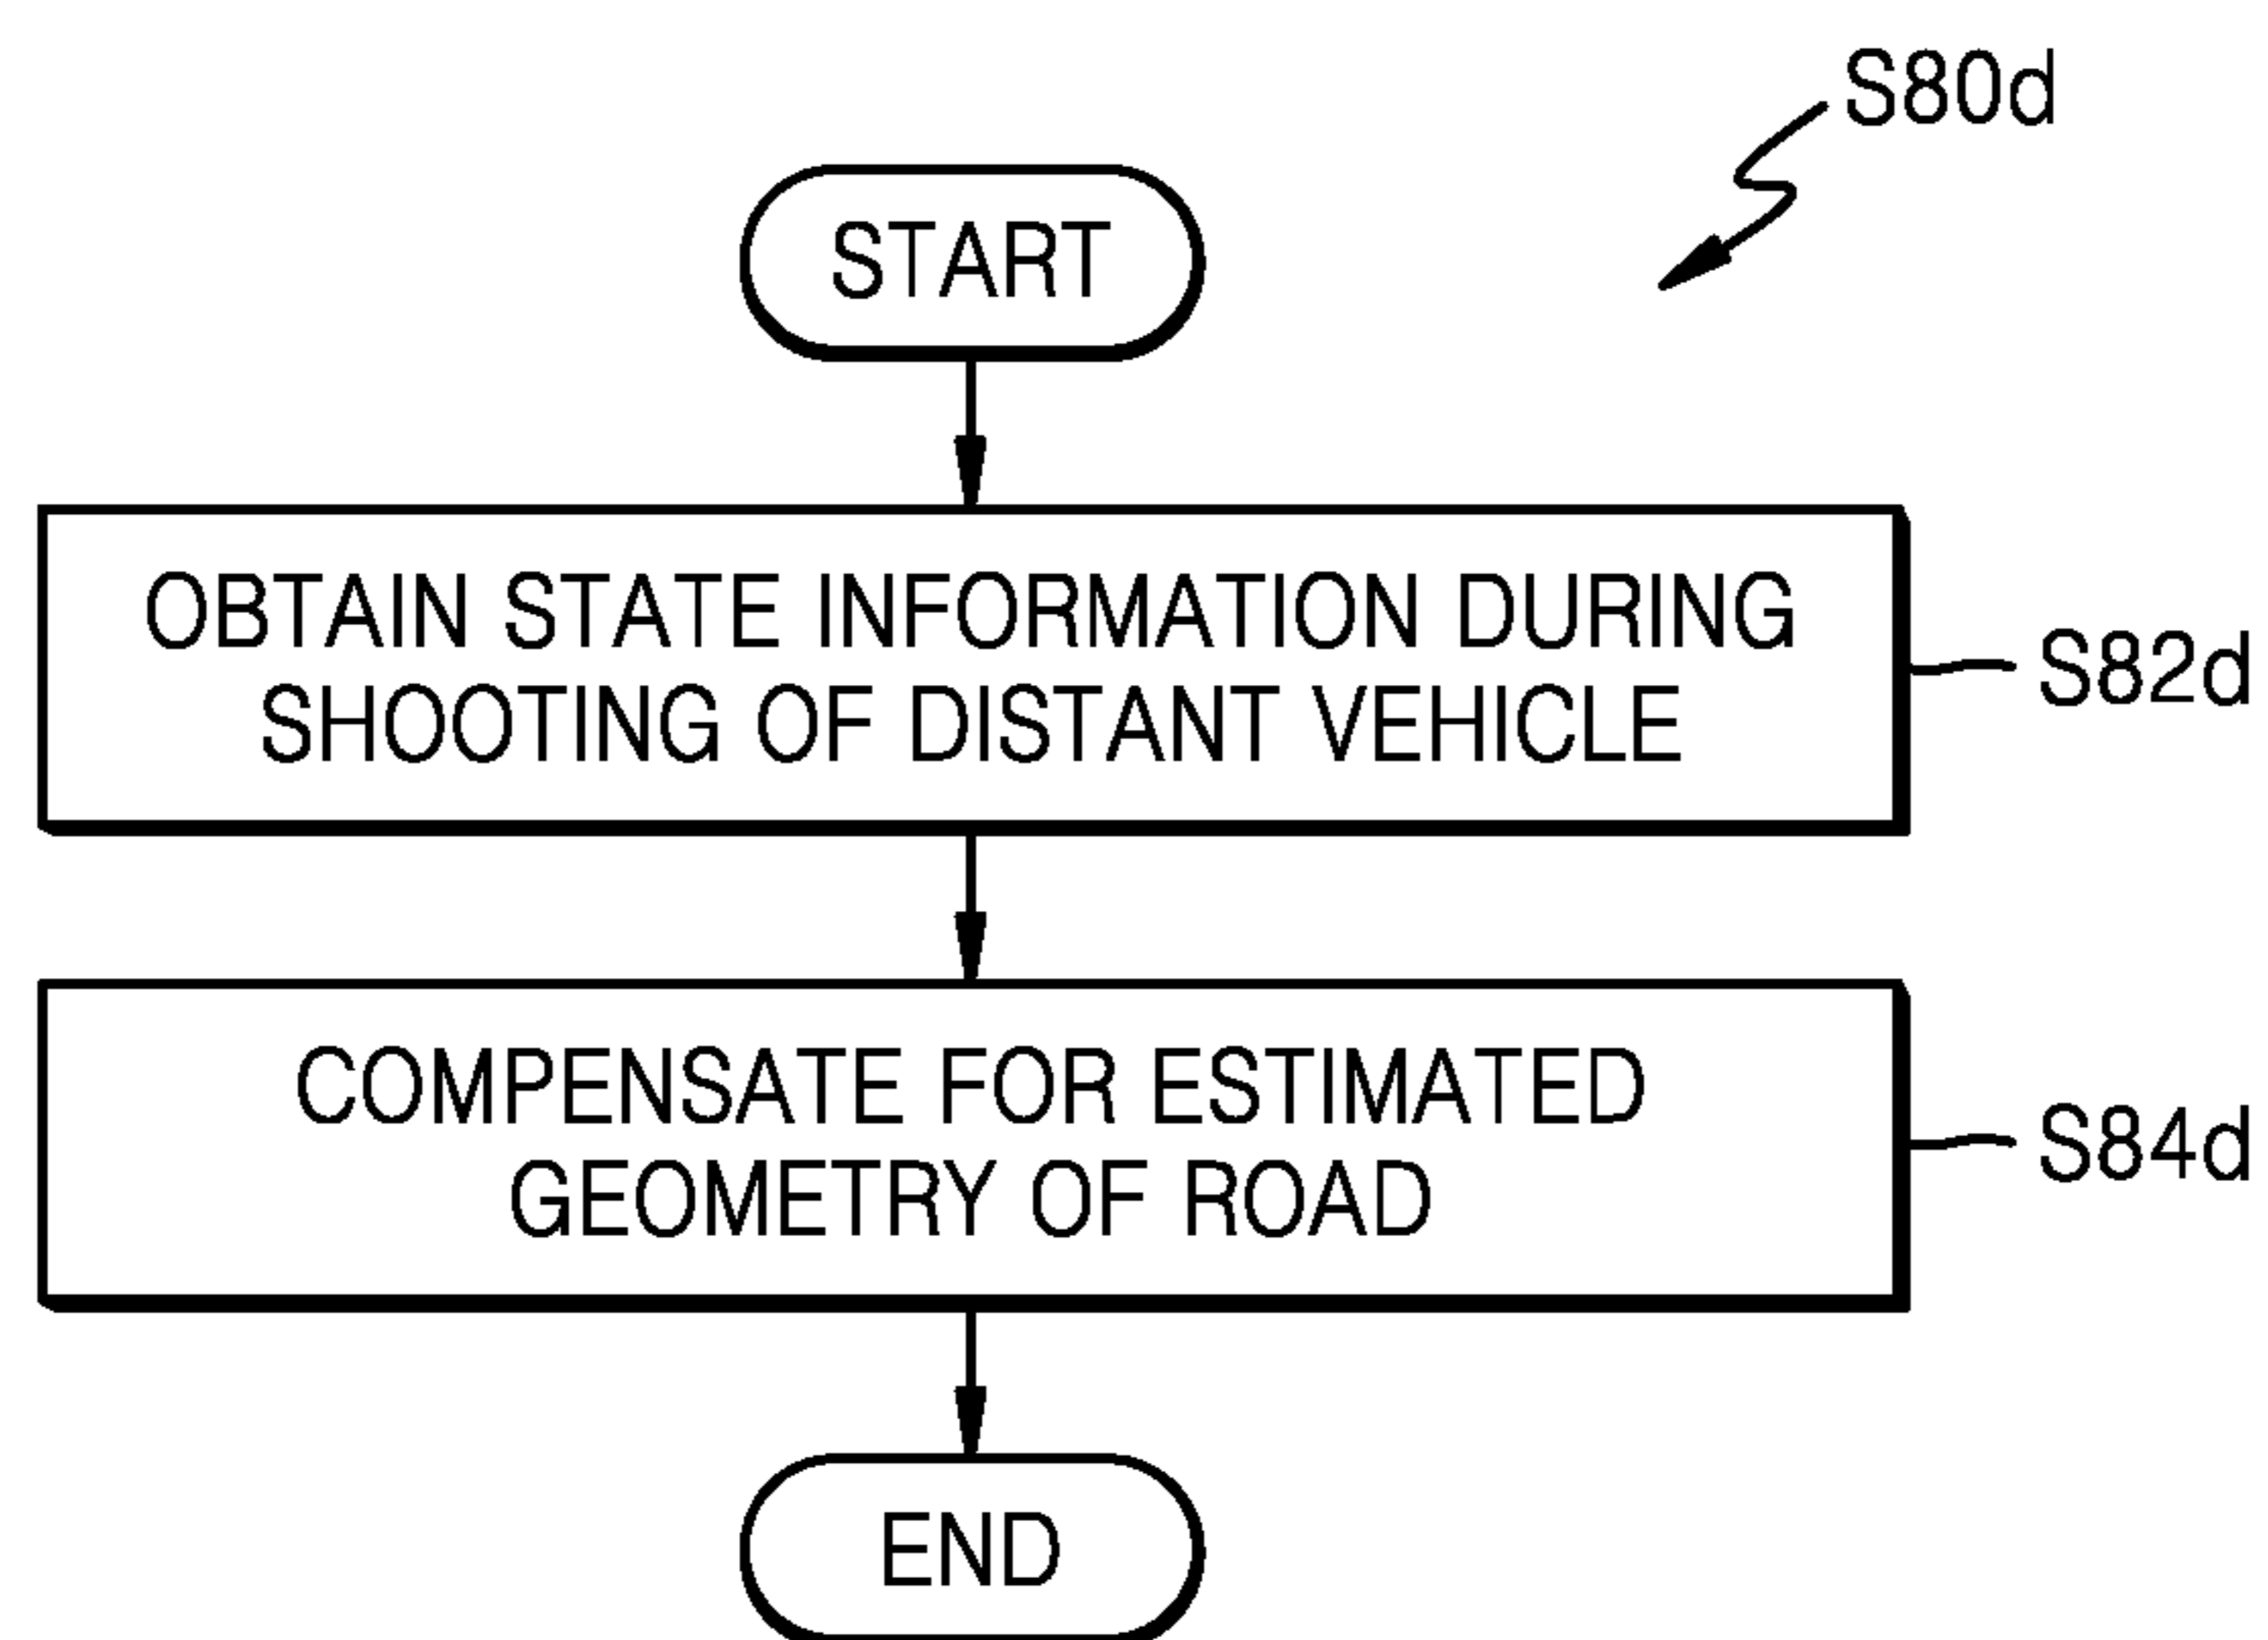 S80d
START
OBTAIN STATE INFORMATION DURING
SHOOTING OF DISTANT VEHICLE
S82d
COMPENSATE FOR ESTIMATED
GEOMETRY OF ROAD
S84d
END